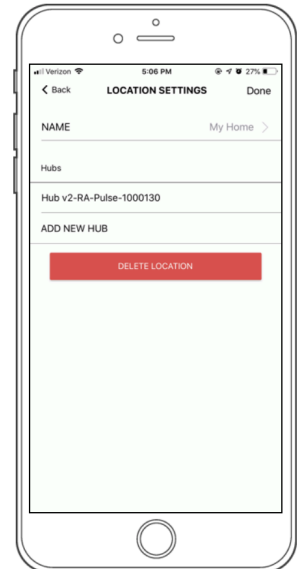 Verizon 5:06 PM 27%
Back LOCATION SETTINGS Done
NAME My Home
Hubs
Hub v2-RA-Pulse-1000130
ADD NEW HUB
DELETE LOCATION